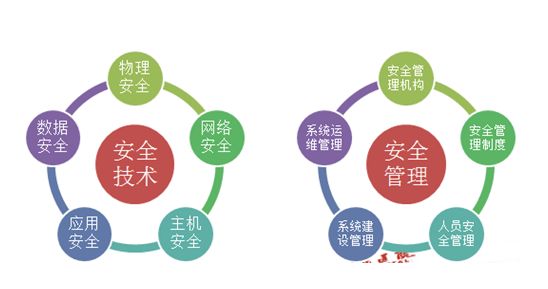 物理
安全
网络
安全
主机
安全
应用
安全
数据
安全
安全
技术
安全管
理机构
安全管
理制度
人员安
全管理
系统建
设管理
系统运
维管理
安全
管理